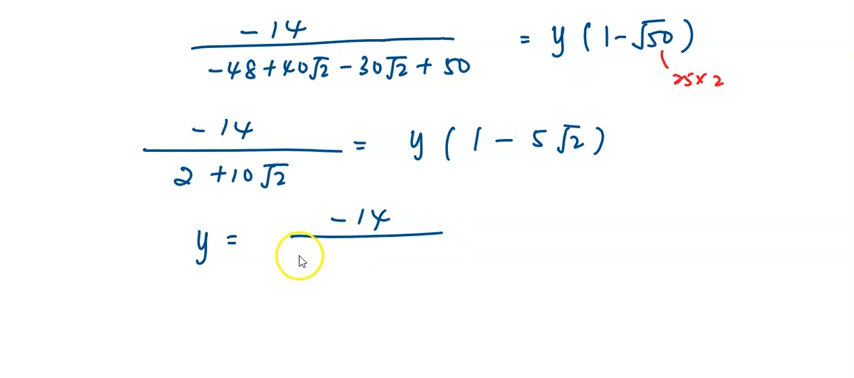 -14 / (-48 + 40√2 - 30√2 + 50) = y (1 - √50)
25 × 2
-14 / (2 + 10√2) = y (1 - 5√2)
y = -14 /